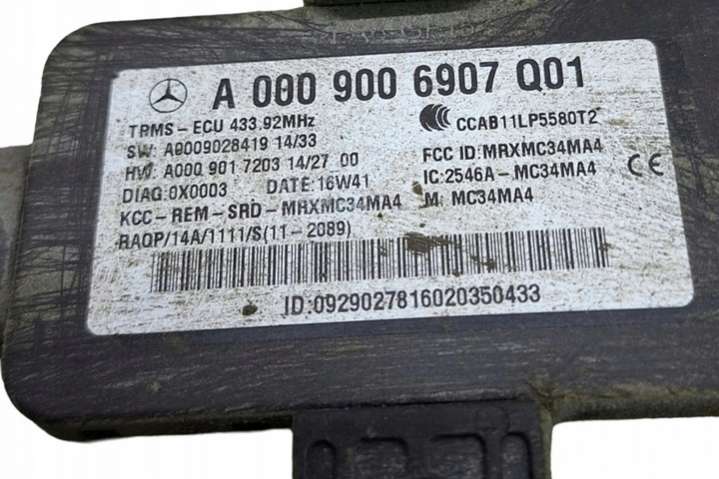 A 000 900 6907 Q01
TPMS-ECU 433.92MHz
SW: A0009028419 14/33
HW: A000 901 7203 14/27 00
DIAG:0X0003 DATE:16W41
KCC-REM-SRD-MRXMC34MA4
RAQP/14A/1111/S(11-2089)
CCAB11LP5580T2
FCC ID:MRXMC34MA4
IC:2546A-MC34MA4
M: MC34MA4
CE
ID:0929027816020350433